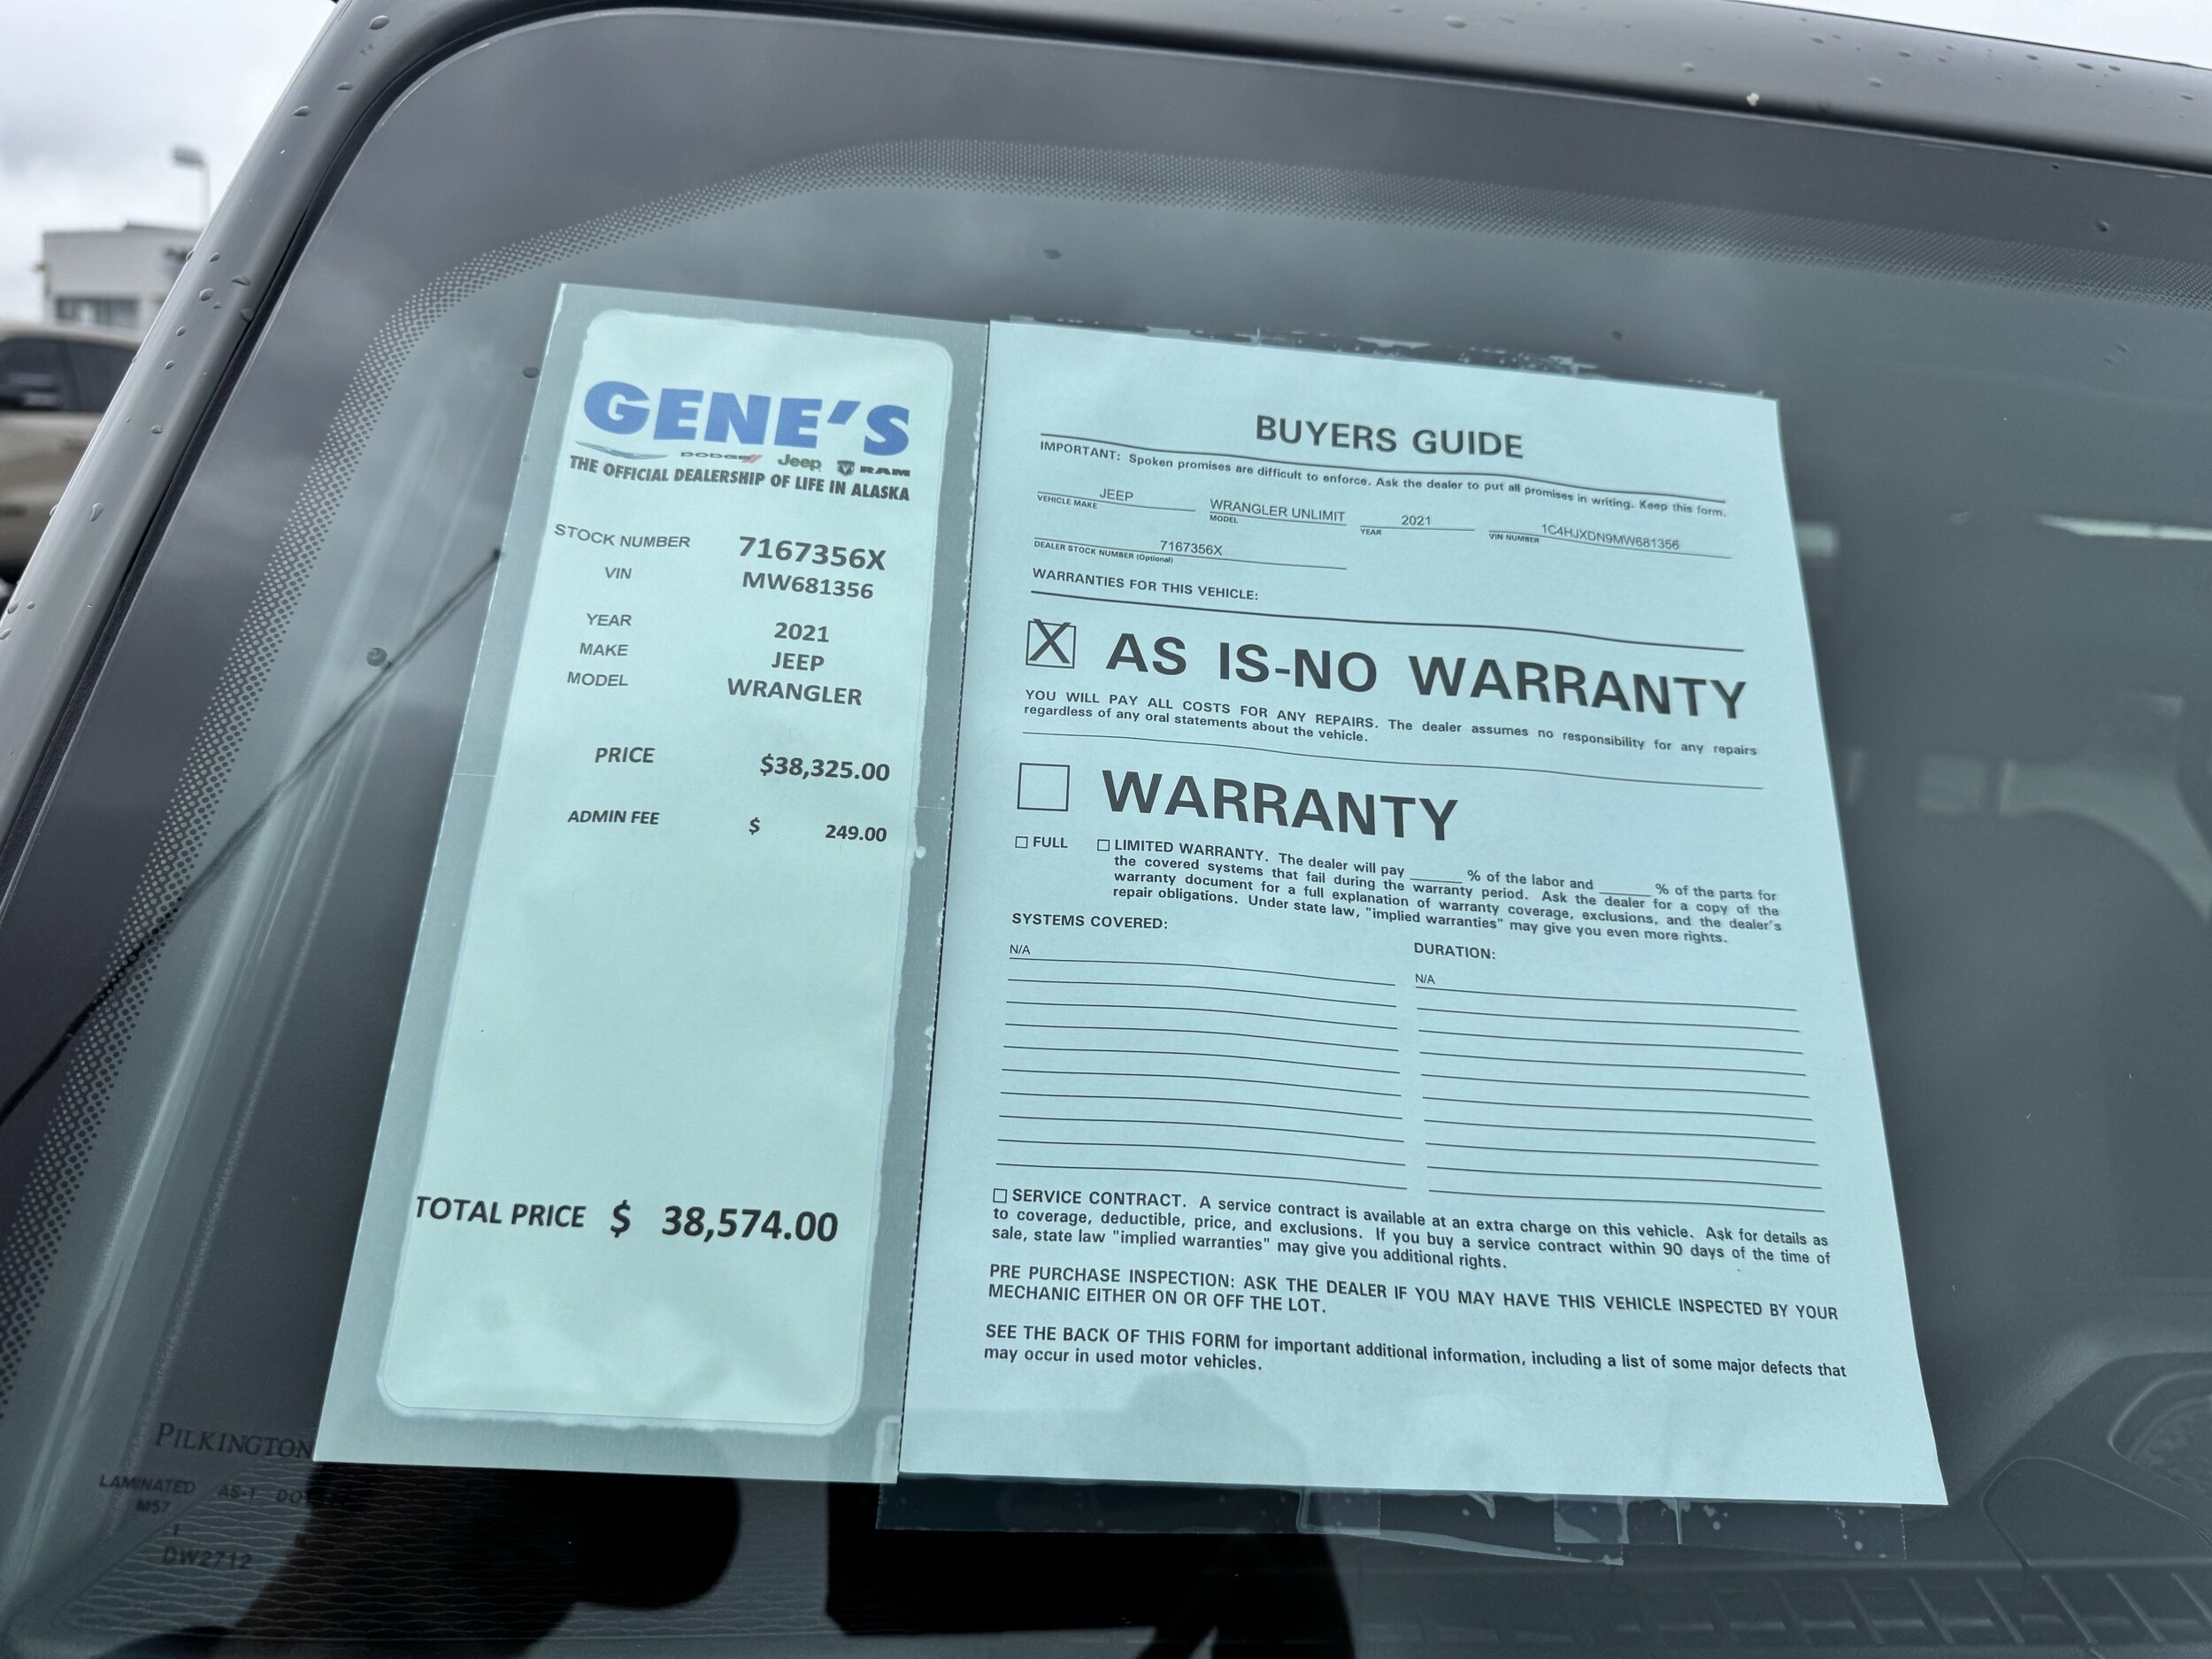 GENE'S
DODGE Jeep RAM
THE OFFICIAL DEALERSHIP OF LIFE IN ALASKA
STOCK NUMBER 7167356X
VIN MW681356
YEAR 2021
MAKE JEEP
MODEL WRANGLER
PRICE $38,325.00
ADMIN FEE $ 249.00
TOTAL PRICE $ 38,574.00
BUYERS GUIDE
IMPORTANT: Spoken promises are difficult to enforce. Ask the dealer to put all promises in writing. Keep this form.
JEEP WRANGLER UNLIMIT 2021 1C4HJXDN9MW681356
VEHICLE MAKE MODEL YEAR VIN NUMBER
7167356X
DEALER STOCK NUMBER (Optional)
WARRANTIES FOR THIS VEHICLE:
X AS IS-NO WARRANTY
YOU WILL PAY ALL COSTS FOR ANY REPAIRS. The dealer assumes no responsibility for any repairs
regardless of any oral statements about the vehicle.
WARRANTY
FULL LIMITED WARRANTY. The dealer will pay ______ % of the labor and ______ % of the parts for
the covered systems that fail during the warranty period. Ask the dealer for a copy of the
warranty document for a full explanation of warranty coverage, exclusions, and the dealer's
repair obligations. Under state law, "implied warranties" may give you even more rights.
SYSTEMS COVERED: DURATION:
N/A N/A
SERVICE CONTRACT. A service contract is available at an extra charge on this vehicle. Ask for details as
to coverage, deductible, price, and exclusions. If you buy a service contract within 90 days of the time of
sale, state law "implied warranties" may give you additional rights.
PRE PURCHASE INSPECTION: ASK THE DEALER IF YOU MAY HAVE THIS VEHICLE INSPECTED BY YOUR
MECHANIC EITHER ON OR OFF THE LOT.
SEE THE BACK OF THIS FORM for important additional information, including a list of some major defects that
may occur in used motor vehicles.
PILKINGTON
LAMINATED AS-1 DOT
M57
DW2712